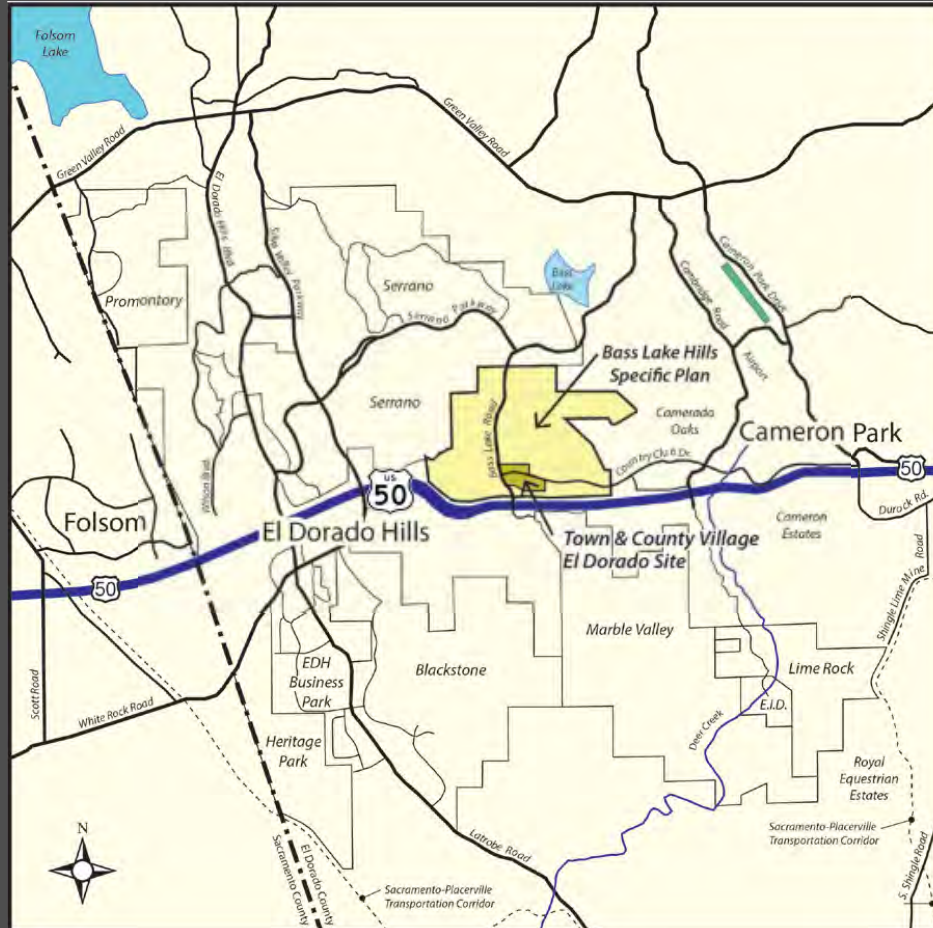 Folsom
Lake
Green Valley Road
Green Valley Road
El Dorado Hills Blvd
Silva Valley Parkway
Promontory
Serrano
Serrano Parkway
Bass
Lake
Cambridge Road
Cameron Park Drive
Airport
Bass Lake Hills
Specific Plan
Serrano
Bass Lake Road
Camerado
Oaks
Country Club Dr.
Cameron Park
50
Wilson Blvd.
US
50
Folsom
El Dorado Hills
Town & County Village
El Dorado Site
Cameron
Estates
Durock Rd.
50
Shingle Lime Mine Road
Scott Road
White Rock Road
EDH
Business
Park
Blackstone
Marble Valley
Lime Rock
E.I.D.
Heritage
Park
Deer Creek
Royal
Equestrian
Estates
Sacramento-Placerville
Transportation Corridor
N
El Dorado County
Sacramento County
Latrobe Road
Sacramento-Placerville
Transportation Corridor
S. Shingle Road